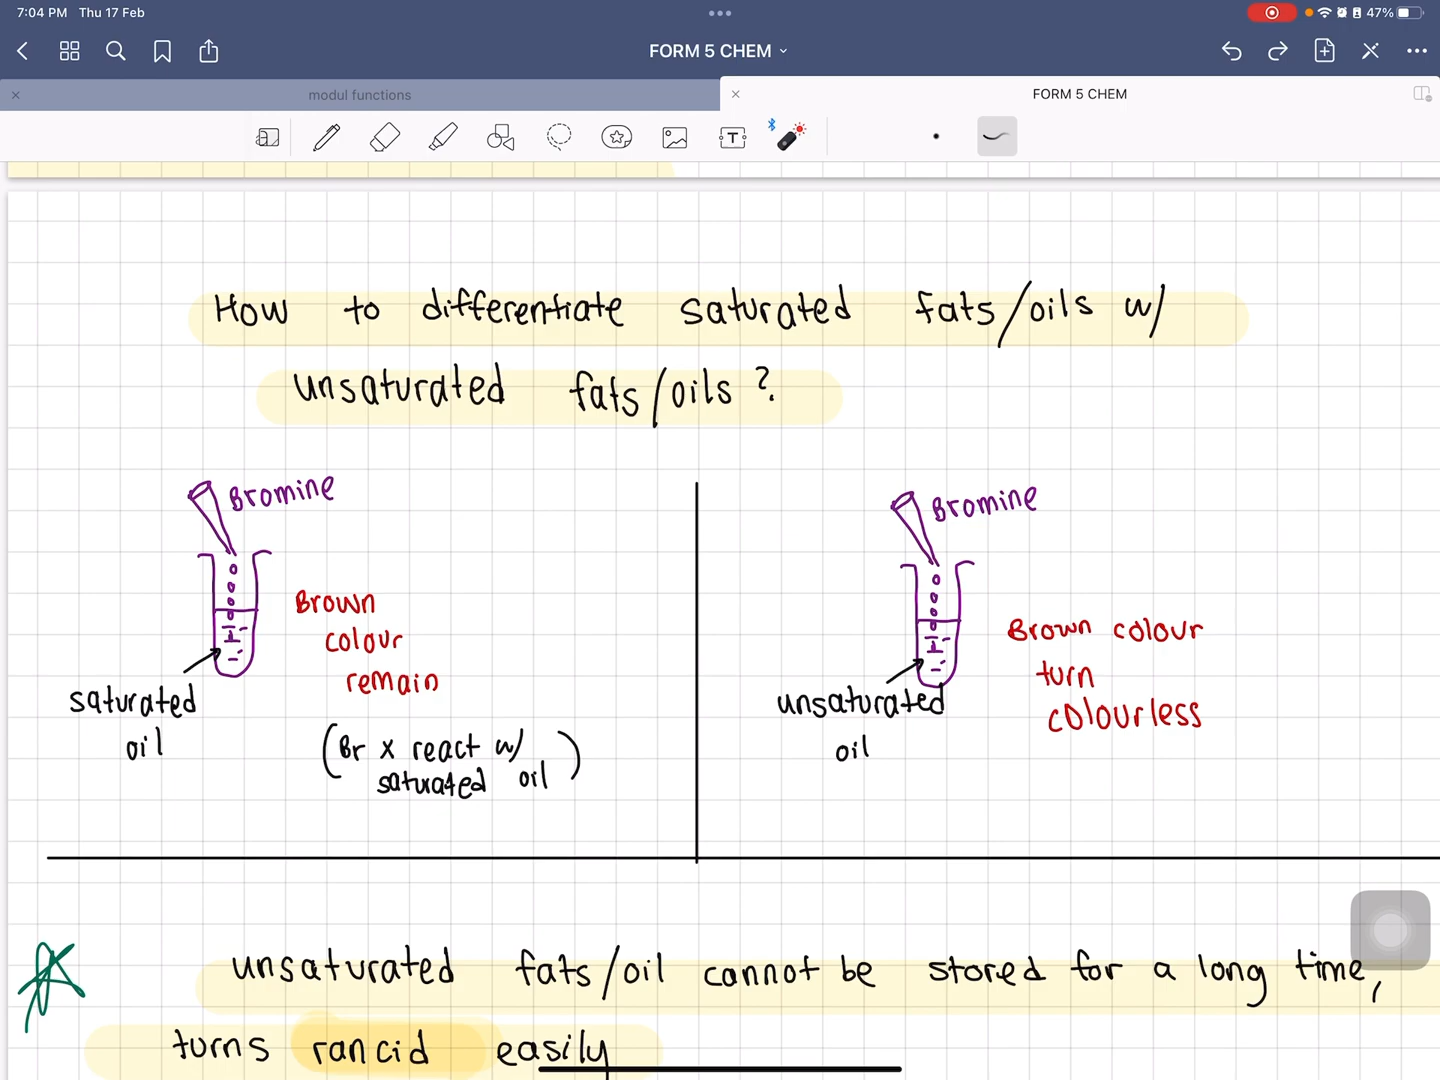 7:04 PM Thu 17 Feb
47%
FORM 5 CHEM
modul functions
FORM 5 CHEM
T
How to differentiate saturated fats/oils w/
unsaturated fats/oils?
Bromine
Brown
colour
remain
saturated
oil
(Br x react w/
saturated oil)
Bromine
Brown colour
turn
colourless
unsaturated
oil
unsaturated fats/oil cannot be stored for a long time,
turns rancid easily